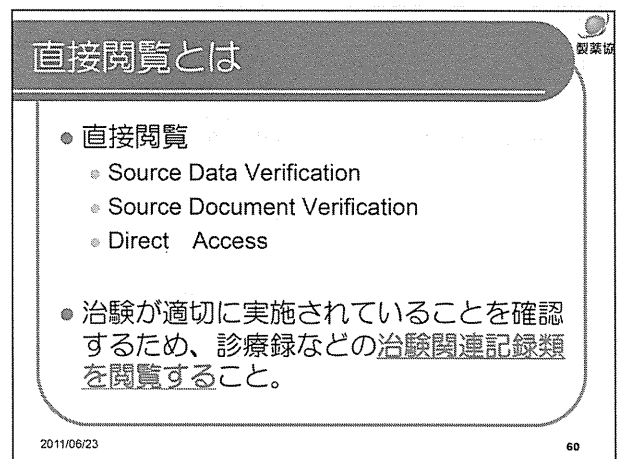 直接閲覧とは
製薬協
● 直接閲覧
● Source Data Verification
● Source Document Verification
● Direct Access
● 治験が適切に実施されていることを確認
するため、診療録などの治験関連記録類
を閲覧すること。
2011/06/23
60